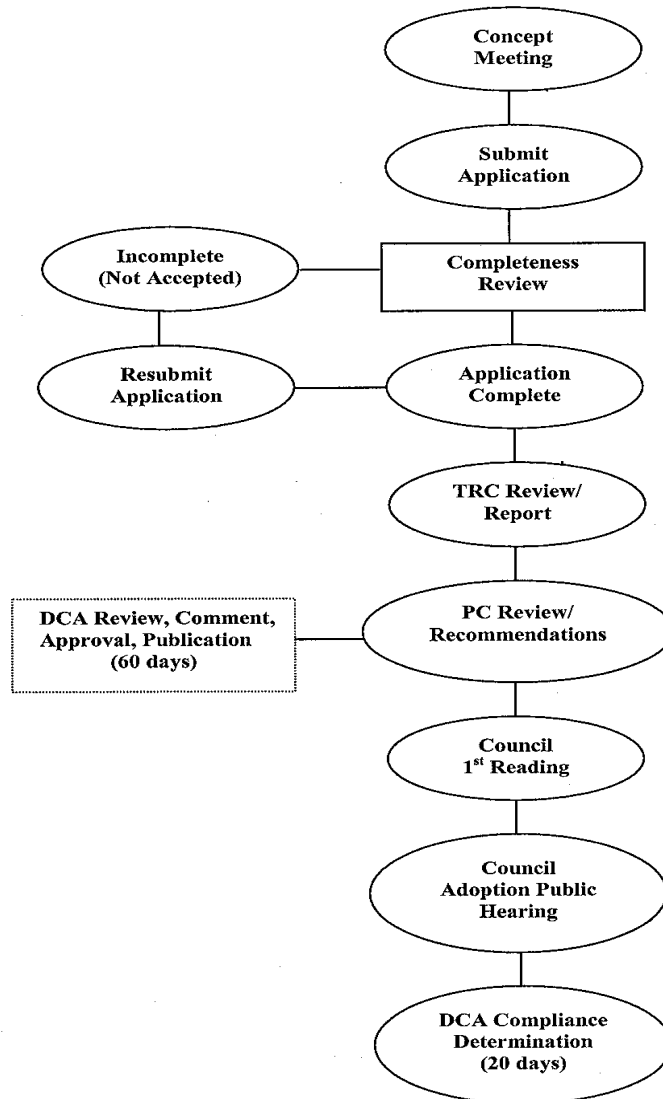 Concept
Meeting
Submit
Application
Incomplete
(Not Accepted)
Completeness
Review
Resubmit
Application
Application
Complete
TRC Review/
Report
DCA Review, Comment,
Approval, Publication
(60 days)
PC Review/
Recommendations
Council
1st Reading
Council
Adoption Public
Hearing
DCA Compliance
Determination
(20 days)